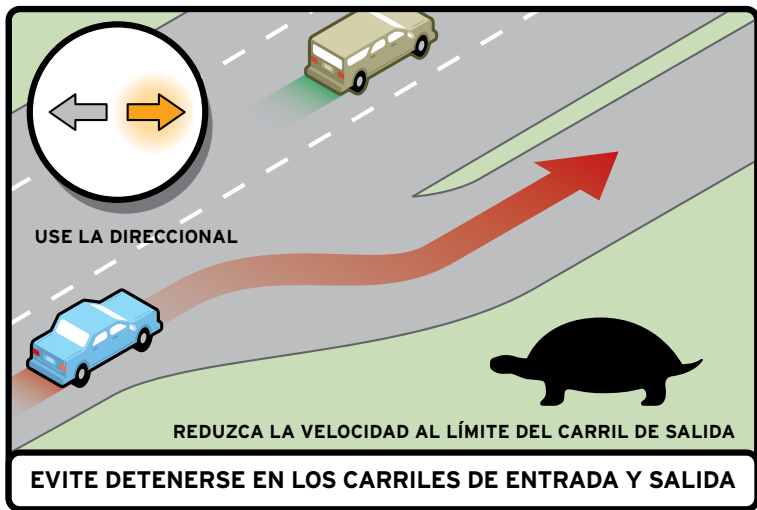 USE LA DIRECCIONAL
REDUZCA LA VELOCIDAD AL LÍMITE DEL CARRIL DE SALIDA
EVITE DETENERSE EN LOS CARRILES DE ENTRADA Y SALIDA